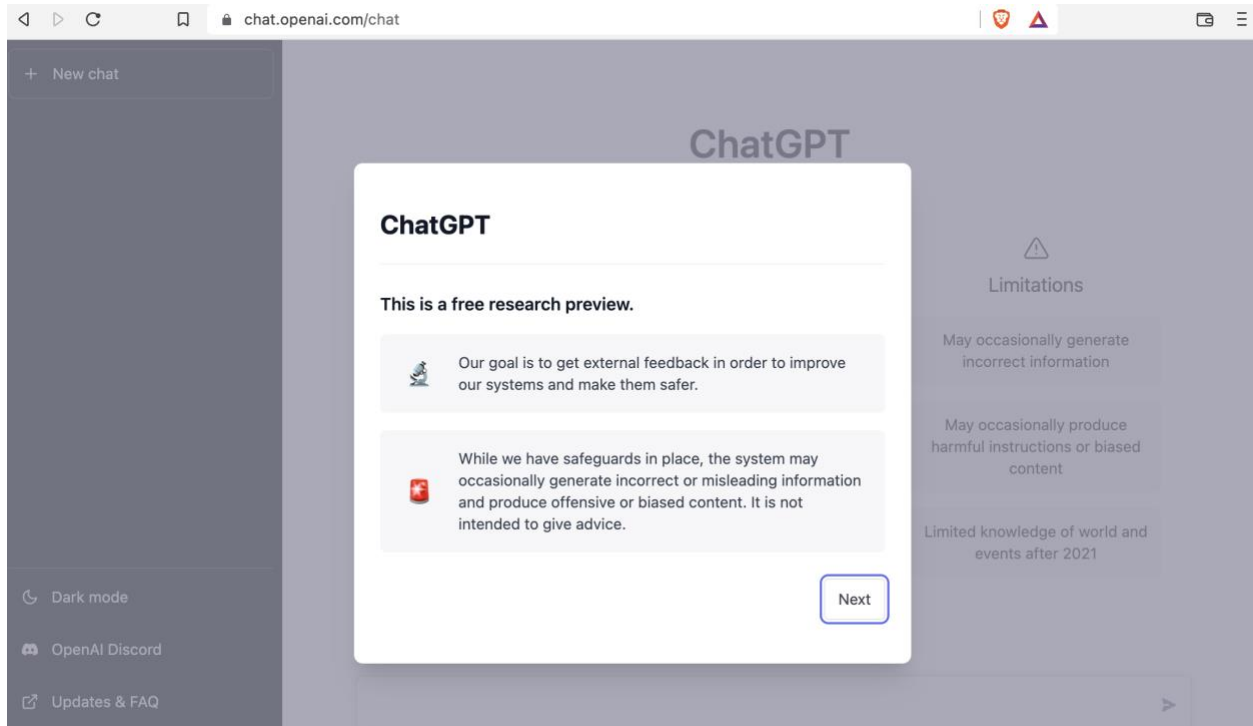 chat.openai.com/chat
+ New chat
ChatGPT
ChatGPT
This is a free research preview.
Our goal is to get external feedback in order to improve
our systems and make them safer.
While we have safeguards in place, the system may
occasionally generate incorrect or misleading information
and produce offensive or biased content. It is not
intended to give advice.
Next
Limitations
May occasionally generate
incorrect information
May occasionally produce
harmful instructions or biased
content
Limited knowledge of world and
events after 2021
Dark mode
OpenAI Discord
Updates & FAQ